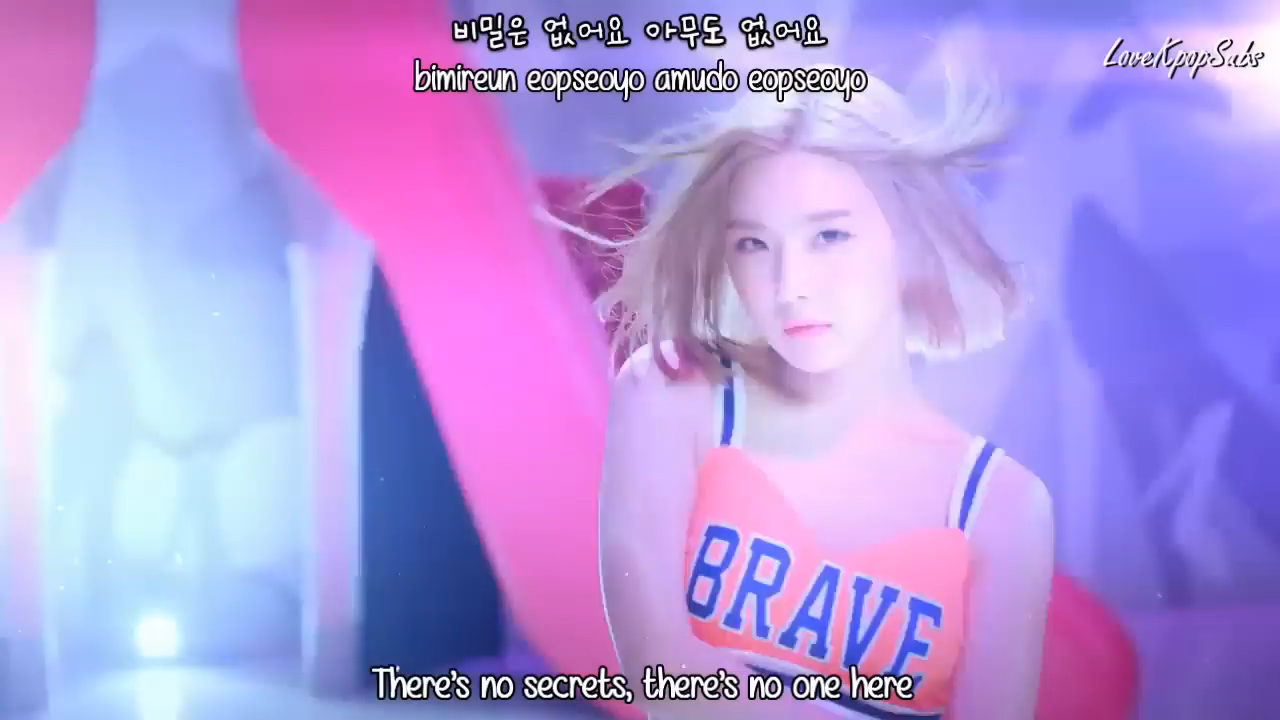 비밀은 없어요 아무도 없어요
LoveKpopSubs
bimireun eopseoyo amudo eopseoyo
BRAVE
There's no secrets, there's no one here